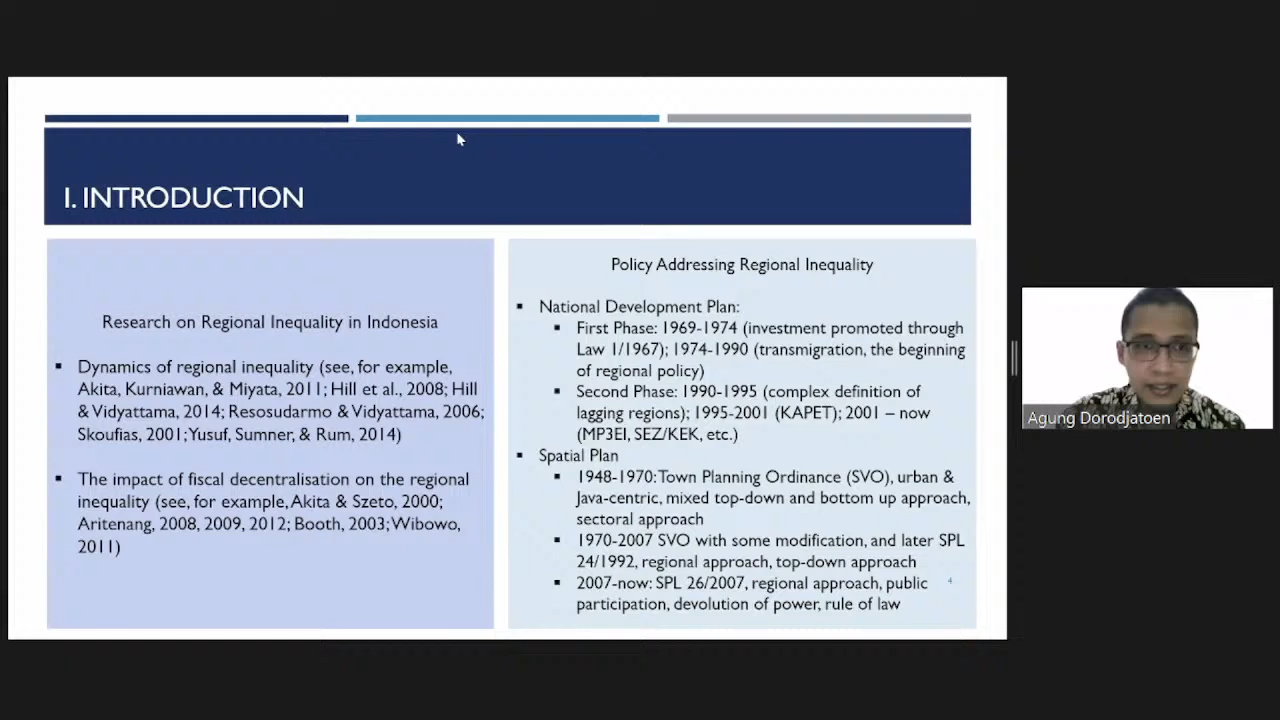 I. INTRODUCTION
Research on Regional Inequality in Indonesia
▪ Dynamics of regional inequality (see, for example,
Akita, Kurniawan, & Miyata, 2011; Hill et al., 2008; Hill
& Vidyattama, 2014; Resosudarmo & Vidyattama, 2006;
Skoufias, 2001; Yusuf, Sumner, & Rum, 2014)
▪ The impact of fiscal decentralisation on the regional
inequality (see, for example, Akita & Szeto, 2000;
Aritenang, 2008, 2009, 2012; Booth, 2003; Wibowo,
2011)
Policy Addressing Regional Inequality
▪ National Development Plan:
▪ First Phase: 1969-1974 (investment promoted through
Law 1/1967); 1974-1990 (transmigration, the beginning
of regional policy)
▪ Second Phase: 1990-1995 (complex definition of
lagging regions); 1995-2001 (KAPET); 2001 – now
(MP3EI, SEZ/KEK, etc.)
▪ Spatial Plan
▪ 1948-1970: Town Planning Ordinance (SVO), urban &
Java-centric, mixed top-down and bottom up approach,
sectoral approach
▪ 1970-2007 SVO with some modification, and later SPL
24/1992, regional approach, top-down approach
▪ 2007-now: SPL 26/2007, regional approach, public
participation, devolution of power, rule of law
4
Agung Dorodjatoen